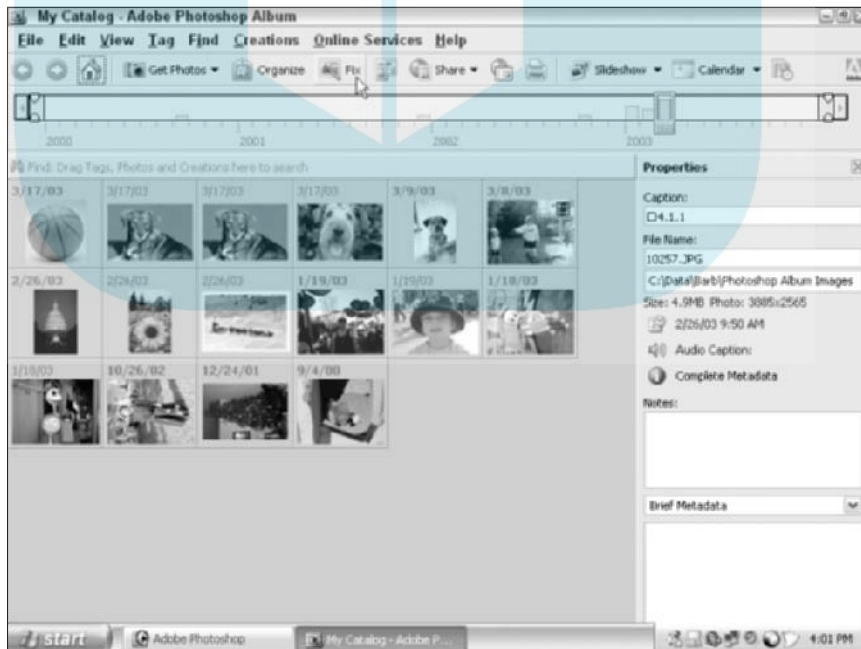 My Catalog - Adobe Photoshop Album
File Edit View Tag Find Creations Online Services Help
Get Photos Organize Fix Share Slideshow Calendar
2000 2001 2002 2003
Find: Drag Tags, Photos and Creations here to search
Properties
3/17/03 3/17/03 3/17/03 3/17/03 3/9/03 3/8/03
Caption:
4.1.1
File Name:
10257.JPG
C:\Data\Barb\Photoshop Album Images
2/26/03 2/26/03 2/26/03 1/19/03 1/19/03 1/18/03
Size: 4.9MB Photo: 3885x2565
2/26/03 9:50 AM
Audio Caption:
1/18/03 10/26/02 12/24/01 9/4/00
Complete Metadata
Notes:
Brief Metadata
start Adobe Photoshop My Catalog - Adobe P... 4:01 PM